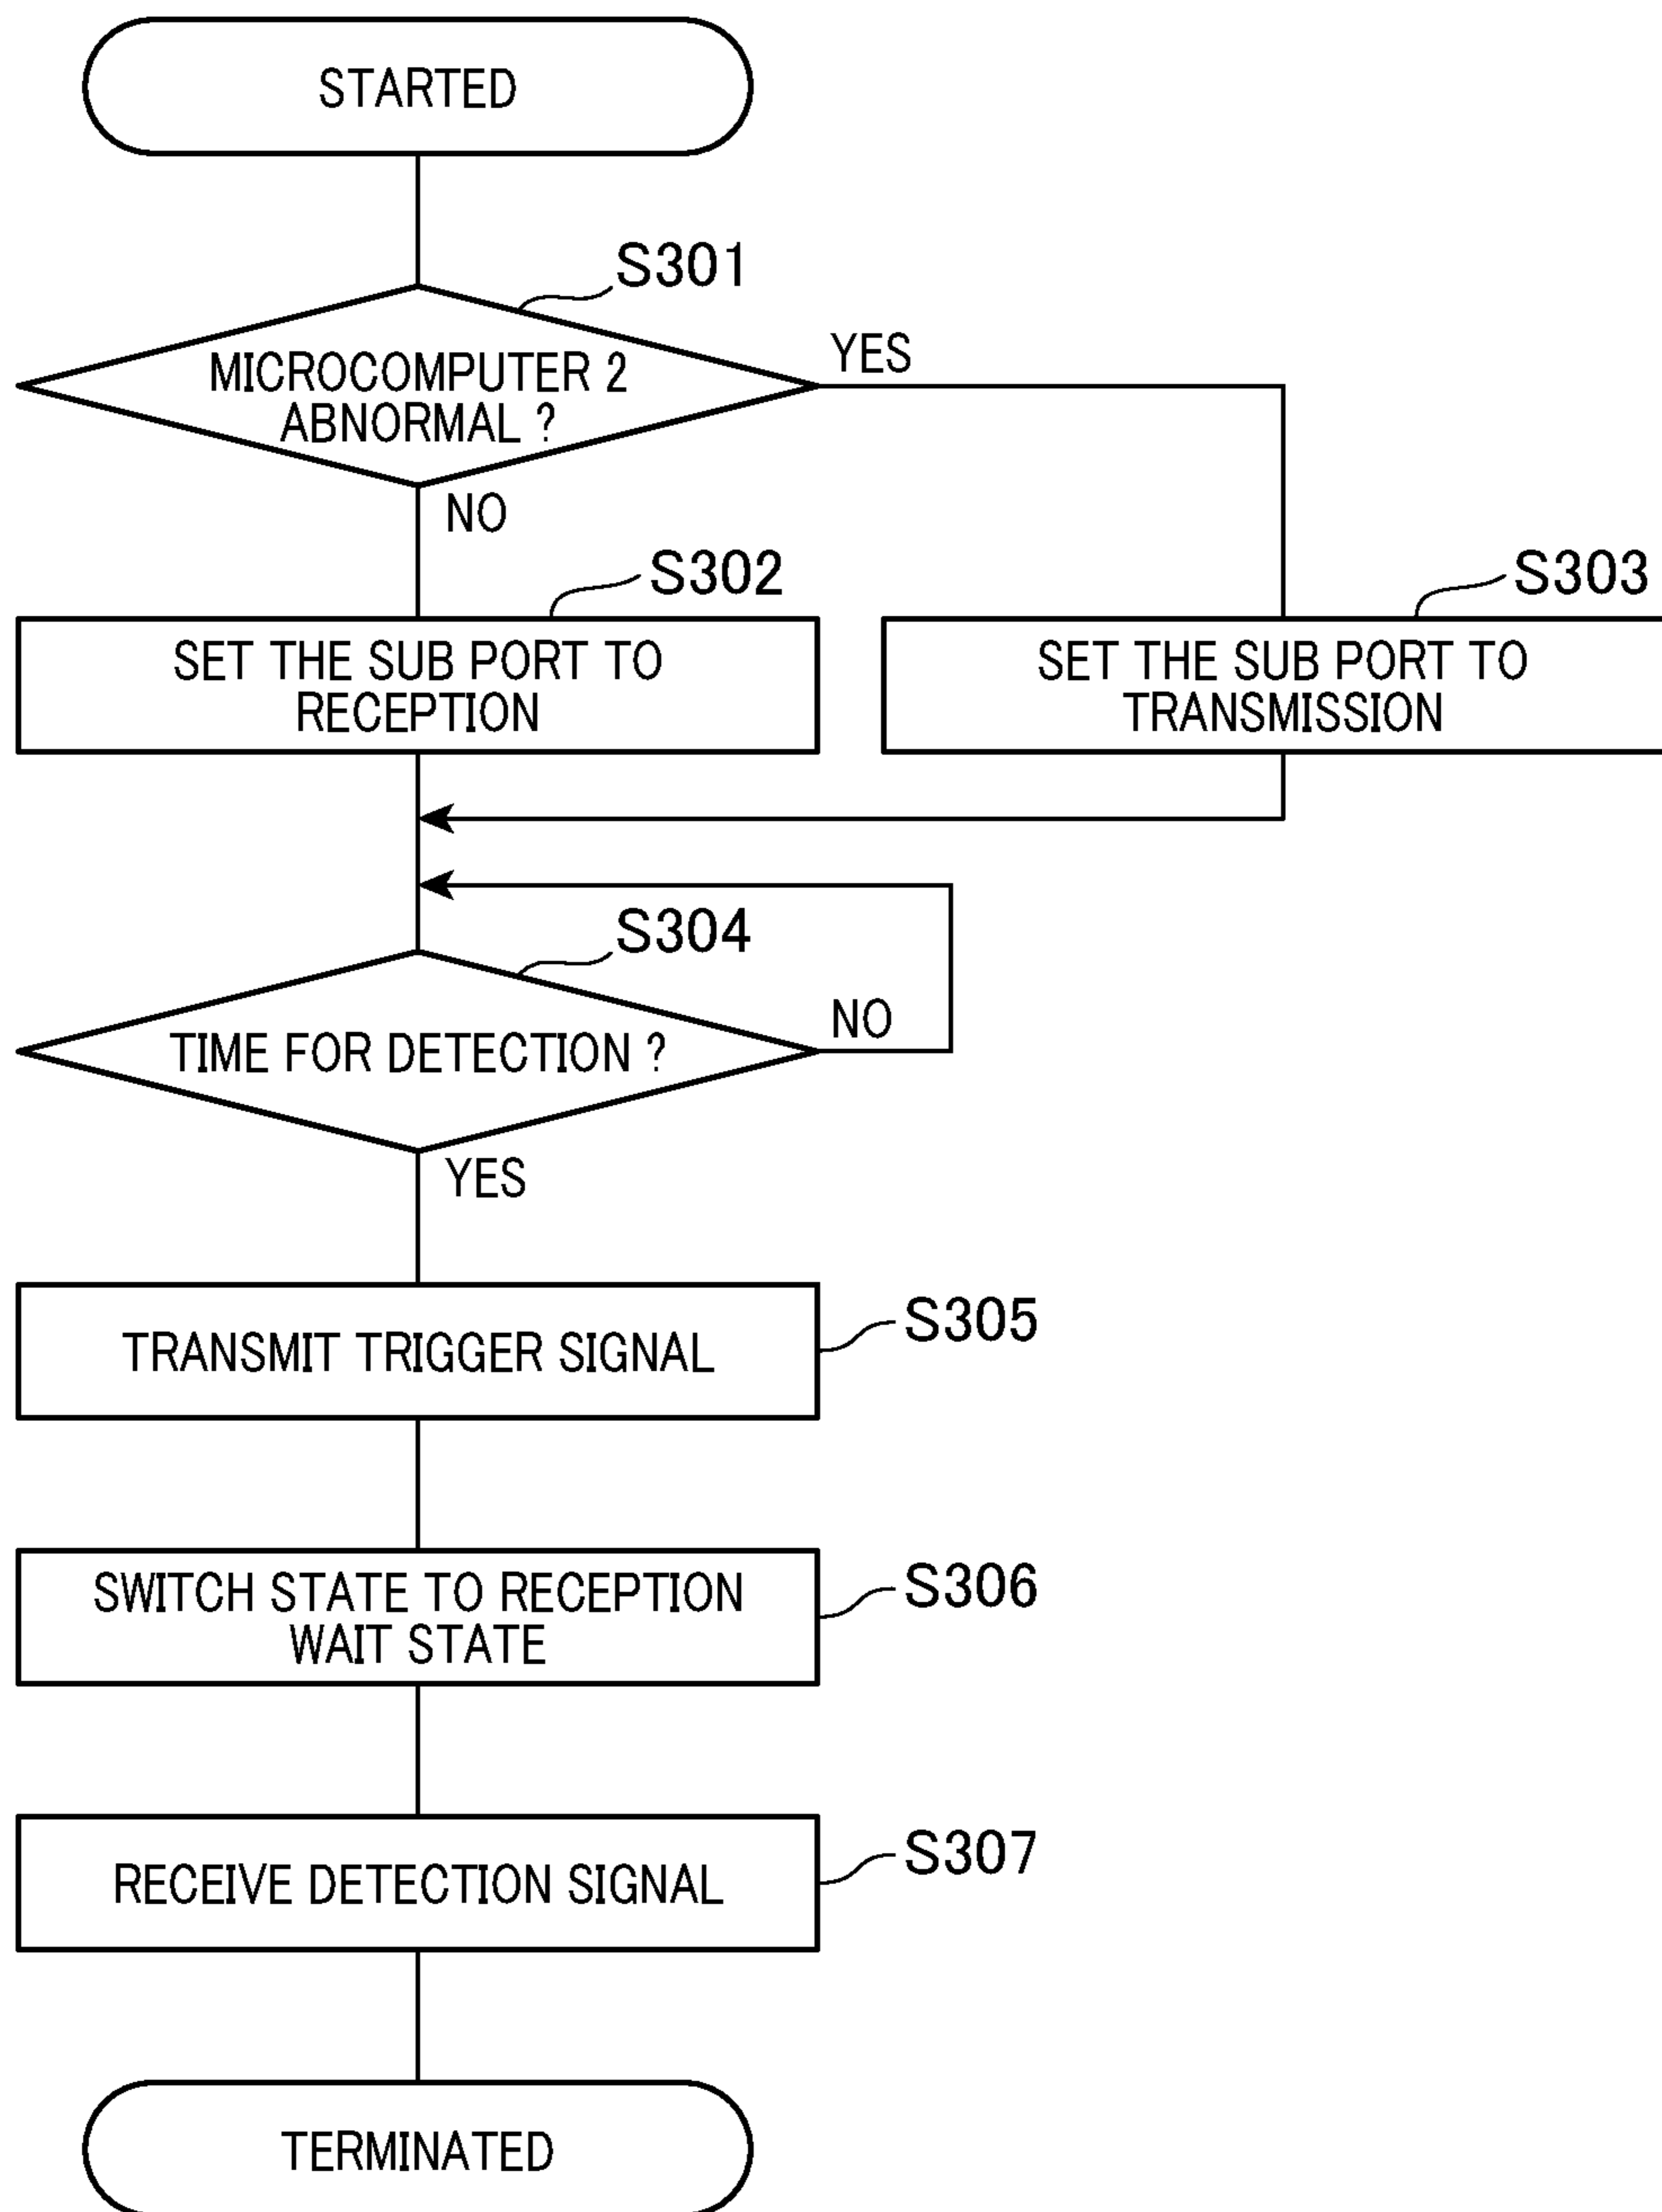 STARTED
S301
MICROCOMPUTER 2
ABNORMAL ?
YES
NO
S302
S303
SET THE SUB PORT TO
RECEPTION
SET THE SUB PORT TO
TRANSMISSION
S304
TIME FOR DETECTION ?
NO
YES
TRANSMIT TRIGGER SIGNAL
S305
SWITCH STATE TO RECEPTION
WAIT STATE
S306
RECEIVE DETECTION SIGNAL
S307
TERMINATED